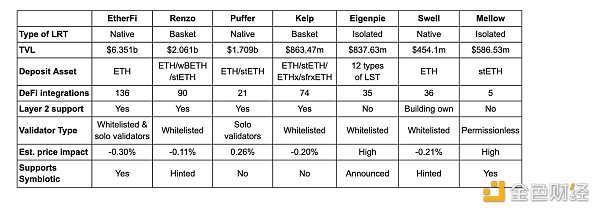 EtherFi Renzo Puffer Kelp Eigenpie Swell Mellow
Type of LRT Native Basket Native Basket Isolated Native Isolated
TVL $6.351b $2.061b $1.709b $863.47m $837.63m $454.1m $586.53m
Deposit Asset ETH ETH/wBETH/stETH ETH/stETH ETH/stETH/ETHx/sfrxETH 12 types of LST ETH stETH
DeFi integrations 136 90 21 74 35 36 5
Layer 2 support Yes Yes Yes Yes No Building own No
Validator Type Whitelisted & solo validators Whitelisted Solo validators Whitelisted Whitelisted Whitelisted Permissionless
Est. price impact -0.30% -0.11% 0.26% -0.20% High -0.21% High
Supports Symbiotic Yes Hinted No No Announced Hinted Yes
金色财经